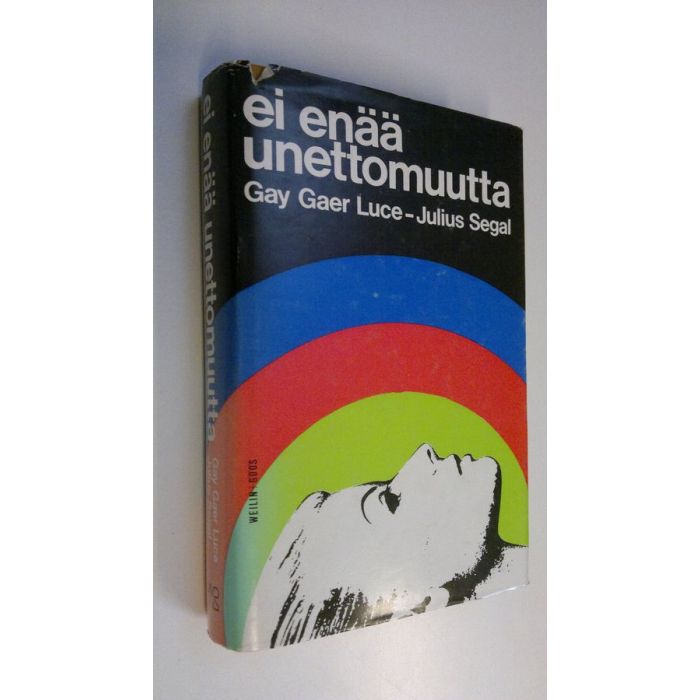 ei enää
unettomuutta
Gay Gaer Luce - Julius Segal
WEILIN+GÖÖS
ei enää unettomuutta
Gay Gaer Luce